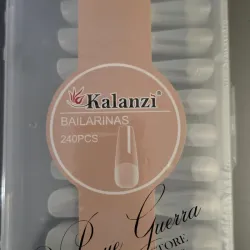 Kalanzi®
BAILARINAS
240PCS
Guerra
STORE